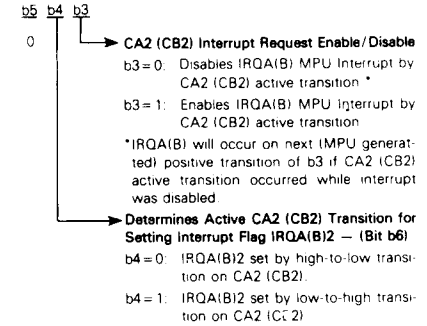 b5 b4 b3
0
CA2 (CB2) Interrupt Request Enable/Disable
b3=0: Disables IRQA(B) MPU Interrupt by
CA2 (CB2) active transition *
b3=1: Enables IRQA(B) MPU Interrupt by
CA2 (CB2) active transition
*IRQA(B) will occur on next (MPU generat-
ted) positive transition of b3 if CA2 (CB2)
active transition occurred while interrupt
was disabled.
Determines Active CA2 (CB2) Transition for
Setting Interrupt Flag IRQA(B)2 — (Bit b6)
b4=0: IRQA(B)2 set by high-to-low transi-
tion on CA2 (CB2).
b4=1: IRQA(B)2 set by low-to-high transi-
tion on CA2